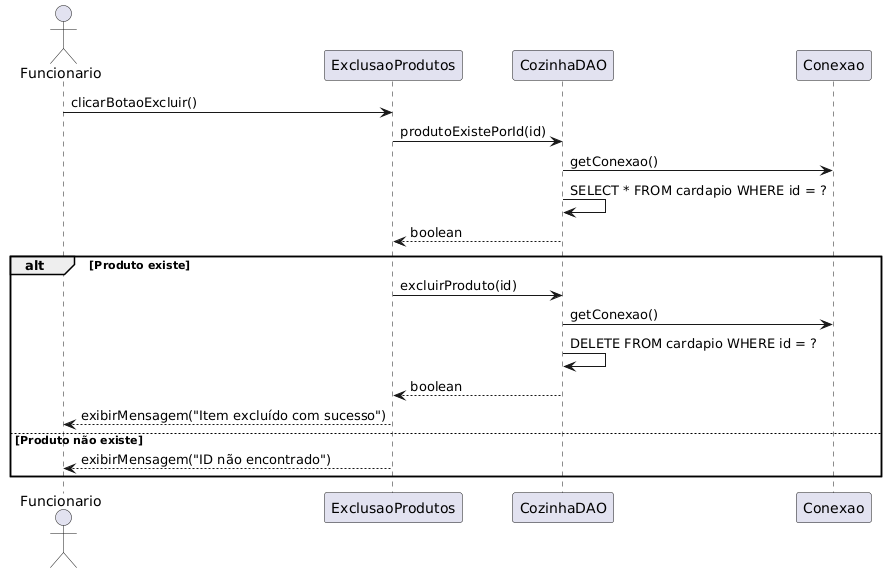 Funcionario
ExclusaoProdutos
CozinhaDAO
Conexao
clicarBotaoExcluir()
produtoExistePorId(id)
getConexao()
SELECT * FROM cardapio WHERE id = ?
boolean
alt
[Produto existe]
excluirProduto(id)
getConexao()
DELETE FROM cardapio WHERE id = ?
boolean
exibirMensagem("Item excluído com sucesso")
[Produto não existe]
exibirMensagem("ID não encontrado")
Funcionario
ExclusaoProdutos
CozinhaDAO
Conexao